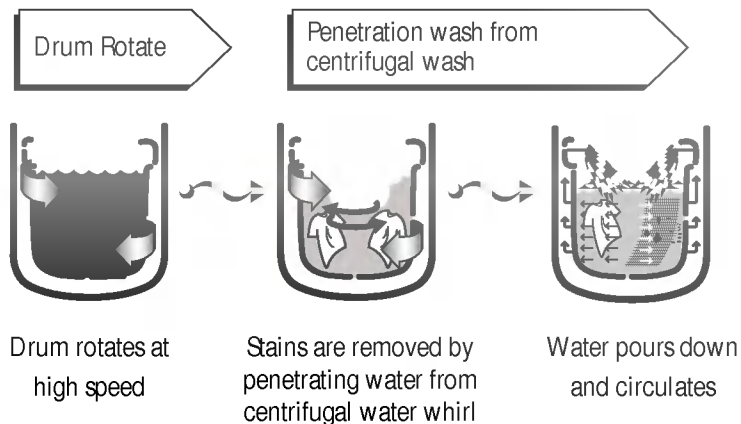 Drum Rotate
Penetration wash from
centrifugal wash
Drum rotates at
high speed
Stains are removed by
penetrating water from
centrifugal water whirl
Water pours down
and circulates